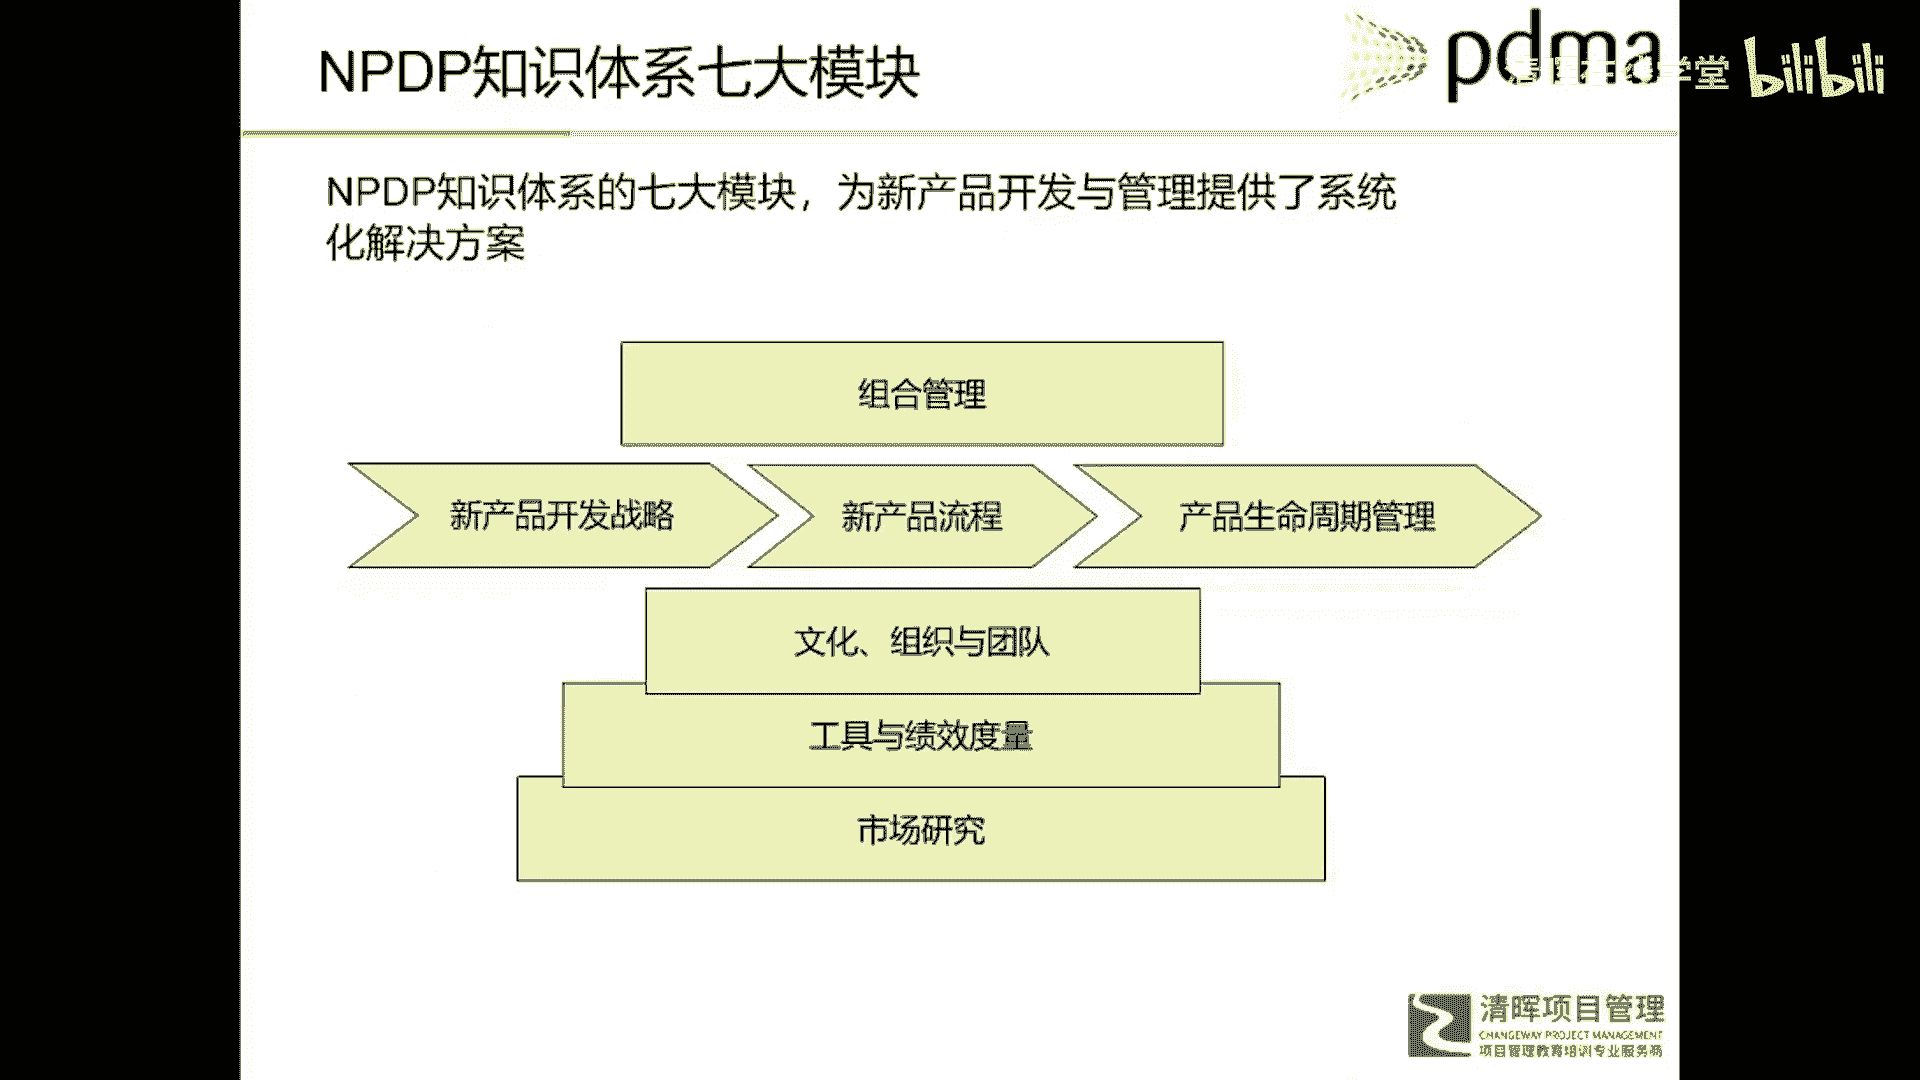 NPDP知识体系七大模块
pdma
清晖在线学堂
bilibili
NPDP知识体系的七大模块，为新产品开发与管理提供了系统
化解决方案
组合管理
新产品开发战略
新产品流程
产品生命周期管理
文化、组织与团队
工具与绩效度量
市场研究
清晖项目管理
CHANGEWAY PROJECT MANAGEMENT
项目管理教育培训专业服务商